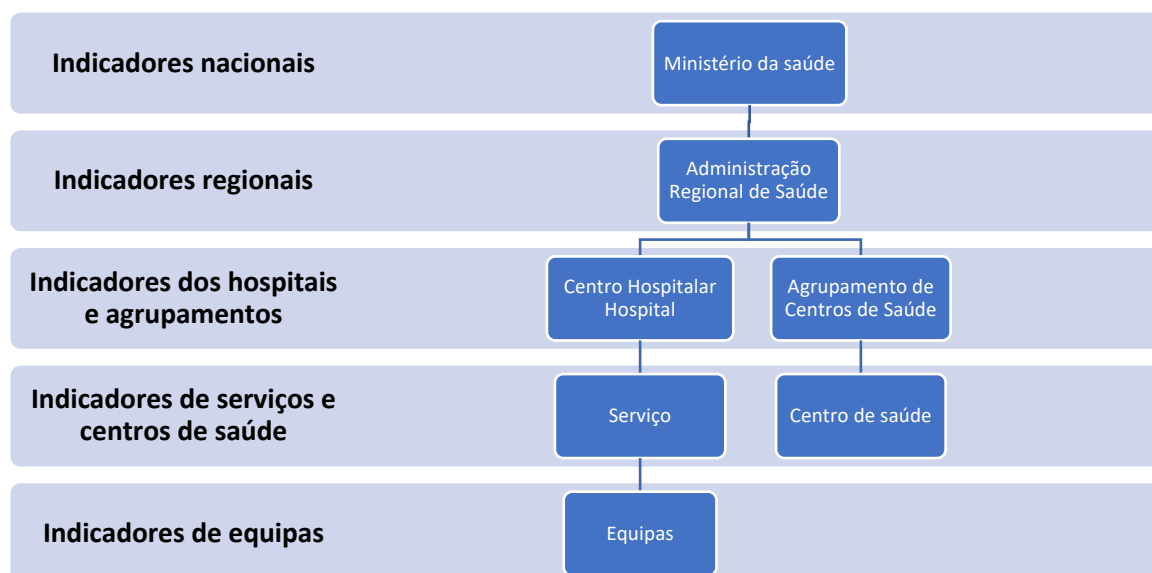 Indicadores nacionais
Ministério da saúde
Indicadores regionais
Administração
Regional de Saúde
Indicadores dos hospitais
e agrupamentos
Centro Hospitalar
Hospital
Agrupamento de
Centros de Saúde
Indicadores de serviços e
centros de saúde
Serviço
Centro de saúde
Indicadores de equipas
Equipas